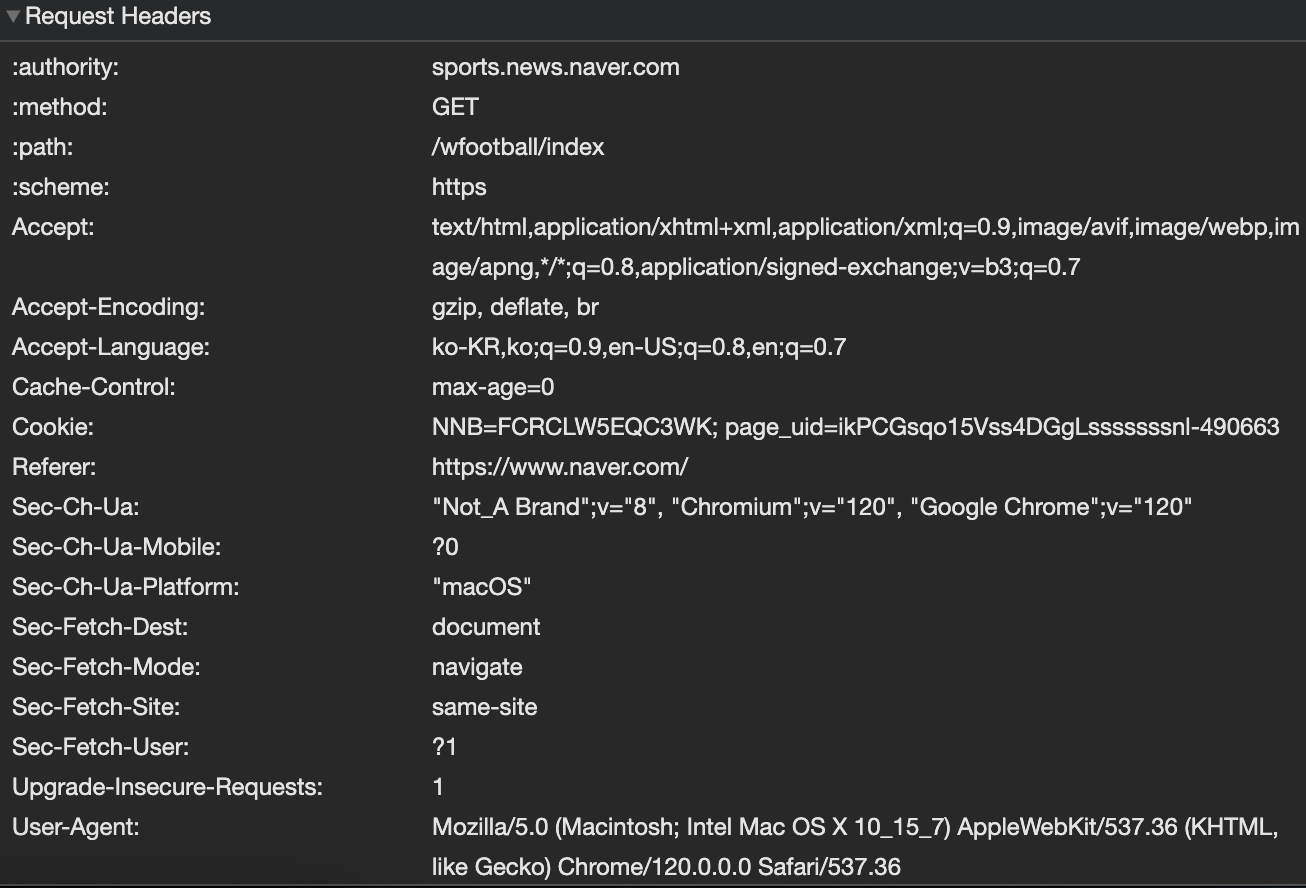 Request Headers
:authority: sports.news.naver.com
:method: GET
:path: /wfootball/index
:scheme: https
Accept: text/html,application/xhtml+xml,application/xml;q=0.9,image/avif,image/webp,im
age/apng,*/*;q=0.8,application/signed-exchange;v=b3;q=0.7
Accept-Encoding: gzip, deflate, br
Accept-Language: ko-KR,ko;q=0.9,en-US;q=0.8,en;q=0.7
Cache-Control: max-age=0
Cookie: NNB=FCRCLW5EQC3WK; page_uid=ikPCGsqo15Vss4DGgLsssssssnl-490663
Referer: https://www.naver.com/
Sec-Ch-Ua: "Not_A Brand";v="8", "Chromium";v="120", "Google Chrome";v="120"
Sec-Ch-Ua-Mobile: ?0
Sec-Ch-Ua-Platform: "macOS"
Sec-Fetch-Dest: document
Sec-Fetch-Mode: navigate
Sec-Fetch-Site: same-site
Sec-Fetch-User: ?1
Upgrade-Insecure-Requests: 1
User-Agent: Mozilla/5.0 (Macintosh; Intel Mac OS X 10_15_7) AppleWebKit/537.36 (KHTML,
like Gecko) Chrome/120.0.0.0 Safari/537.36